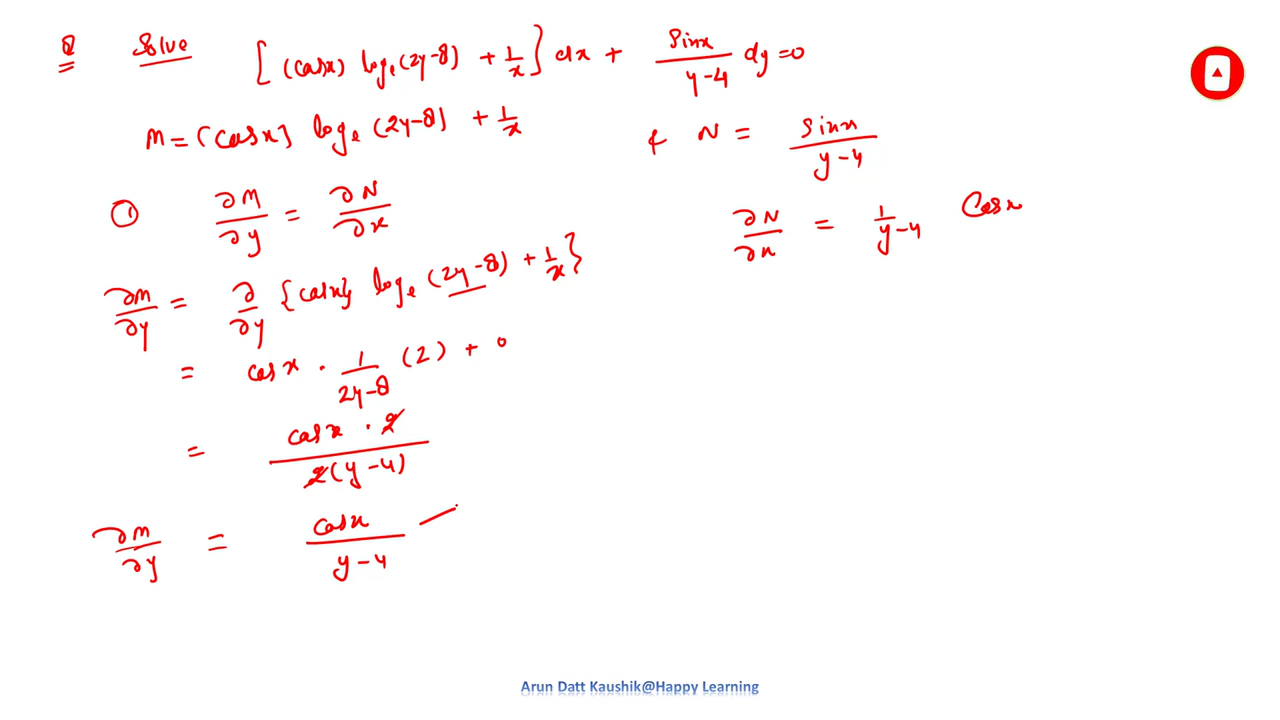 Q Solve [(cosx) logₑ(2y-8) + 1/x] dx + sinx/(y-4) dy = 0
M = (cosx) logₑ(2y-8) + 1/x & N = sinx/(y-4)
① ∂M/∂y = ∂N/∂x ∂N/∂x = 1/(y-4) cosx
∂M/∂y = ∂/∂y {cosx} logₑ(2y-8) + 1/x}
= cosx · 1/(2y-8) (2) + 0
= cosx · 2/2(y-4)
∂M/∂y = cosx/(y-4)
Arun Datt Kaushik@Happy Learning